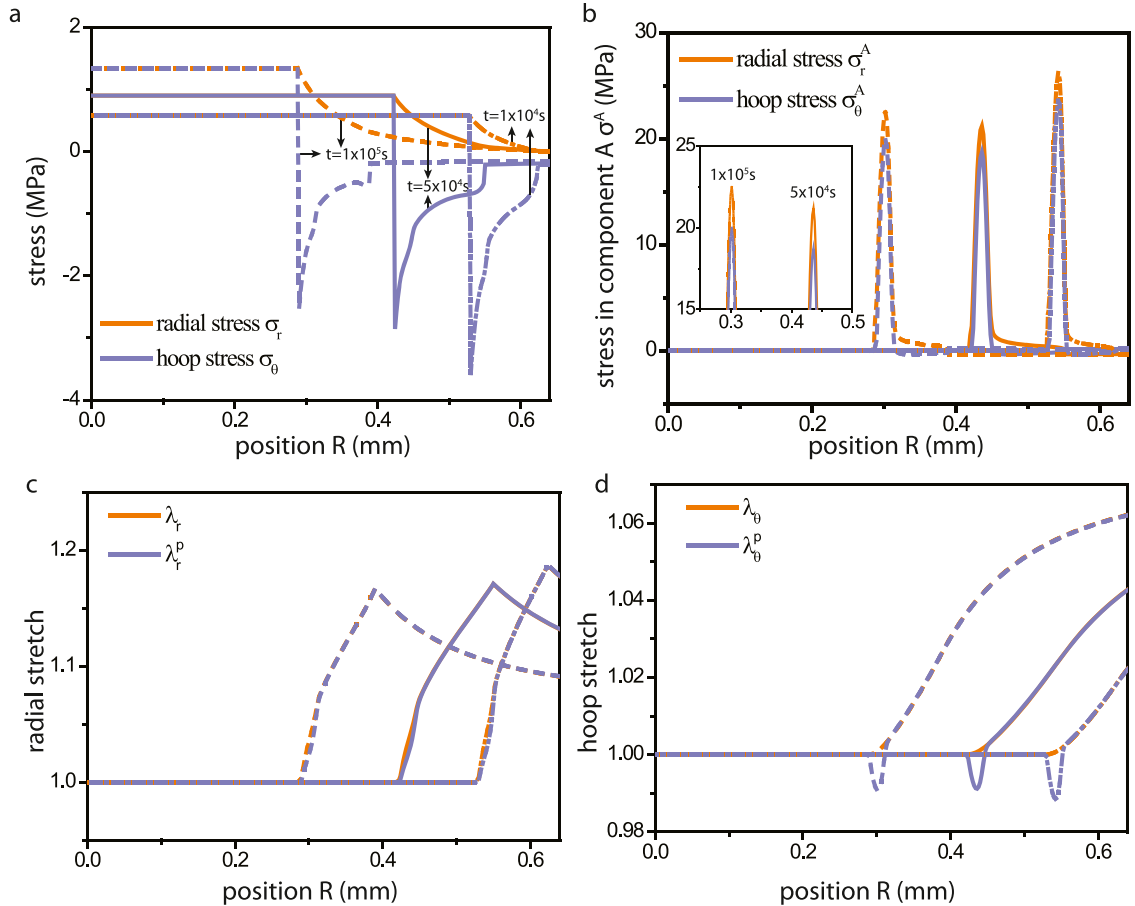 a
stress (MPa)
2
0
-2
-4
t=1x10⁴s
t=1x10⁵s
t=5x10⁴s
radial stress σr
hoop stress σθ
0.0
0.2
0.4
0.6
position R (mm)
b
stress in component A σᴬ (MPa)
30
20
10
0
radial stress σrᴬ
hoop stress σθᴬ
25
20
15
1x10⁵s
5x10⁴s
0.3
0.4
0.5
0.0
0.2
0.4
0.6
position R (mm)
c
radial stretch
1.2
1.1
1.0
λr
λrᵖ
0.0
0.2
0.4
0.6
position R (mm)
d
hoop stretch
1.06
1.04
1.02
1.00
0.98
λθ
λθᵖ
0.0
0.2
0.4
0.6
position R (mm)